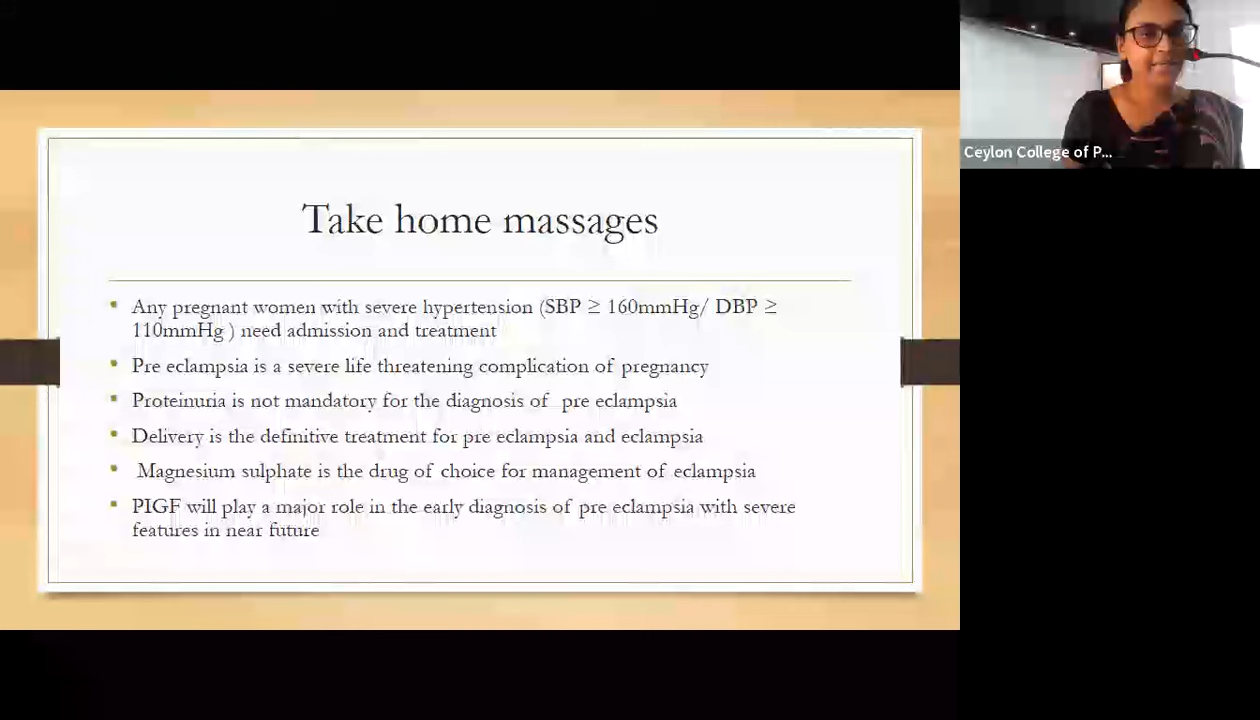 Take home massages
• Any pregnant women with severe hypertension (SBP ≥ 160mmHg/ DBP ≥
110mmHg ) need admission and treatment
• Pre eclampsia is a severe life threatening complication of pregnancy
• Proteinuria is not mandatory for the diagnosis of pre eclampsia
• Delivery is the definitive treatment for pre eclampsia and eclampsia
• Magnesium sulphate is the drug of choice for management of eclampsia
• PIGF will play a major role in the early diagnosis of pre eclampsia with severe
features in near future
Ceylon College of P...